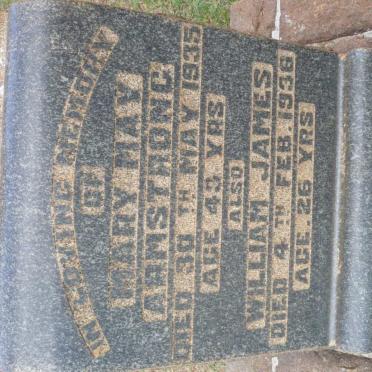 IN LOVING MEMORY
OF
MARY MAY
ARMSTRONG
DIED 30TH MAY 1935
AGE 43 YRS
ALSO
WILLIAM JAMES
DIED 4TH FEB. 1936
AGE 26 YRS